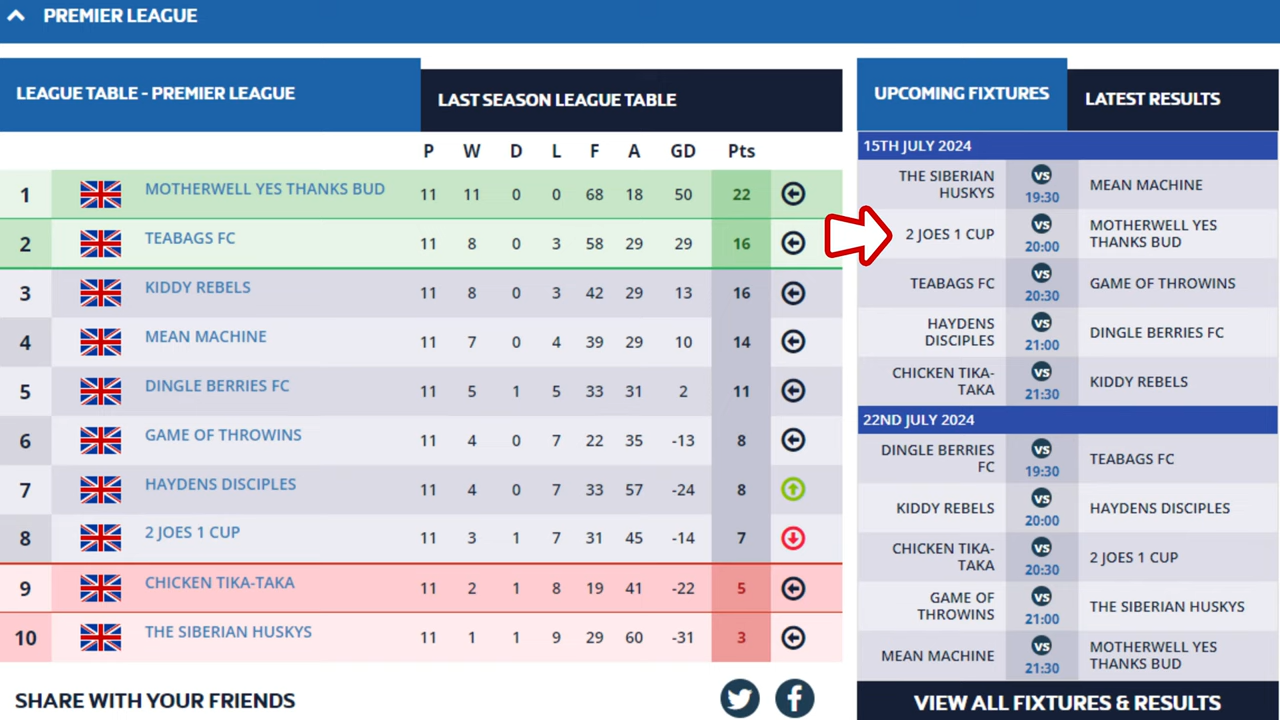 PREMIER LEAGUE
LEAGUE TABLE - PREMIER LEAGUE
LAST SEASON LEAGUE TABLE
P W D L F A GD Pts
1 MOTHERWELL YES THANKS BUD 11 11 0 0 68 18 50 22
2 TEABAGS FC 11 8 0 3 58 29 29 16
3 KIDDY REBELS 11 8 0 3 42 29 13 16
4 MEAN MACHINE 11 7 0 4 39 29 10 14
5 DINGLE BERRIES FC 11 5 1 5 33 31 2 11
6 GAME OF THROWINS 11 4 0 7 22 35 -13 8
7 HAYDENS DISCIPLES 11 4 0 7 33 57 -24 8
8 2 JOES 1 CUP 11 3 1 7 31 45 -14 7
9 CHICKEN TIKA-TAKA 11 2 1 8 19 41 -22 5
10 THE SIBERIAN HUSKYS 11 1 1 9 29 60 -31 3
SHARE WITH YOUR FRIENDS
UPCOMING FIXTURES
LATEST RESULTS
15TH JULY 2024
THE SIBERIAN
HUSKYS
vs
19:30
MEAN MACHINE
2 JOES 1 CUP
vs
20:00
MOTHERWELL YES
THANKS BUD
TEABAGS FC
vs
20:30
GAME OF THROWINS
HAYDENS
DISCIPLES
vs
21:00
DINGLE BERRIES FC
CHICKEN TIKA-
TAKA
vs
21:30
KIDDY REBELS
22ND JULY 2024
DINGLE BERRIES
FC
vs
19:30
TEABAGS FC
KIDDY REBELS
vs
20:00
HAYDENS DISCIPLES
CHICKEN TIKA-
TAKA
vs
20:30
2 JOES 1 CUP
GAME OF
THROWINS
vs
21:00
THE SIBERIAN HUSKYS
MEAN MACHINE
vs
21:30
MOTHERWELL YES
THANKS BUD
VIEW ALL FIXTURES & RESULTS